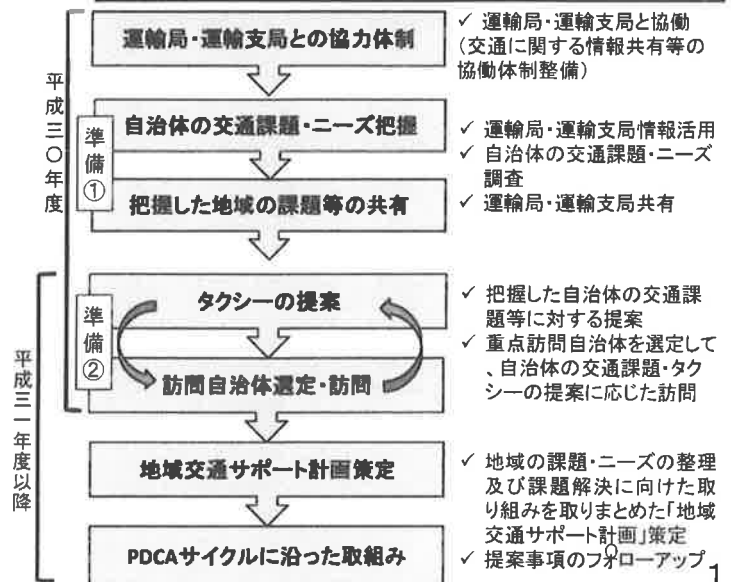 運輸局・運輸支局との協力体制
✓ 運輸局・運輸支局と協働
(交通に関する情報共有等の
協働体制整備)
平成三〇年度
準備①
自治体の交通課題・ニーズ把握
✓ 運輸局・運輸支局情報活用
✓ 自治体の交通課題・ニーズ
調査
把握した地域の課題等の共有
✓ 運輸局・運輸支局共有
平成三一年度以降
準備②
タクシーの提案
✓ 把握した自治体の交通課
題等に対する提案
訪問自治体選定・訪問
✓ 重点訪問自治体を選定して
、自治体の交通課題・タク
シーの提案に応じた訪問
地域交通サポート計画策定
✓ 地域の課題・ニーズの整理
及び課題解決に向けた取
り組みを取りまとめた「地域
交通サポート計画」策定
PDCAサイクルに沿った取組み
✓ 提案事項のフォローアップ
1